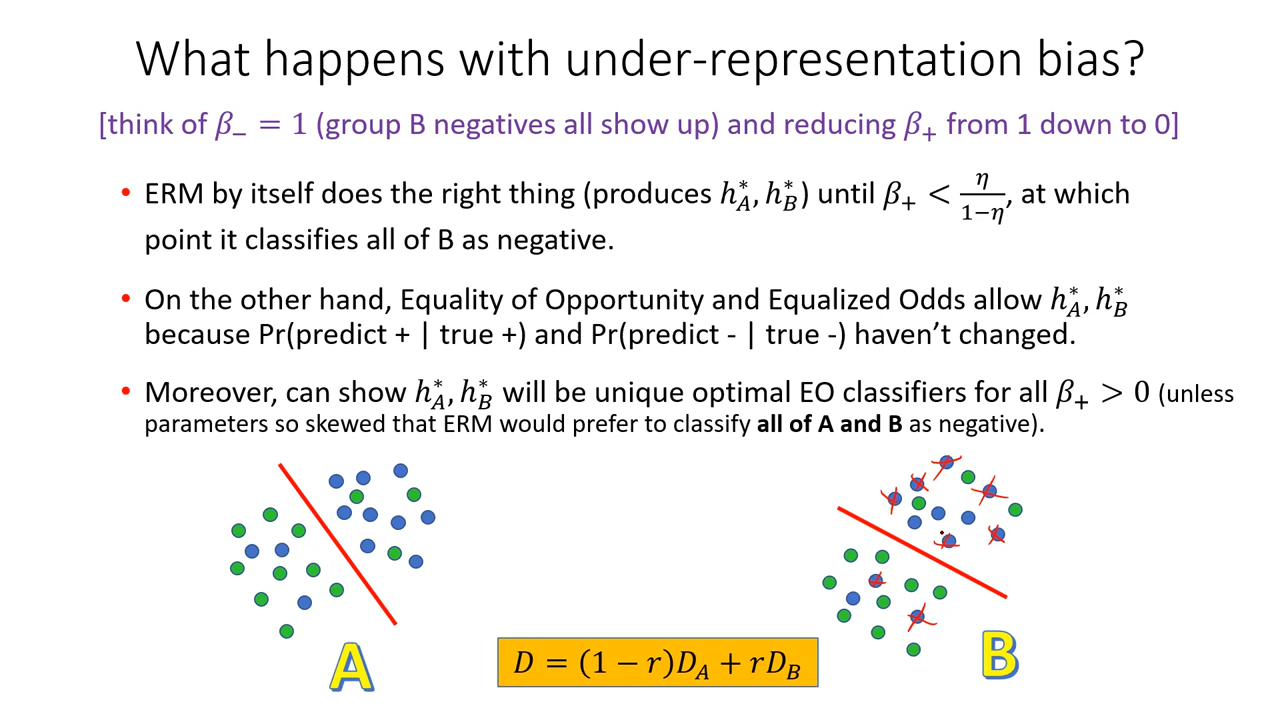 What happens with under-representation bias?
[think of β₋ = 1 (group B negatives all show up) and reducing β₊ from 1 down to 0]
• ERM by itself does the right thing (produces h*_A, h*_B) until β₊ < η/(1−η), at which
point it classifies all of B as negative.
• On the other hand, Equality of Opportunity and Equalized Odds allow h*_A, h*_B
because Pr(predict + | true +) and Pr(predict - | true -) haven't changed.
• Moreover, can show h*_A, h*_B will be unique optimal EO classifiers for all β₊ > 0 (unless
parameters so skewed that ERM would prefer to classify all of A and B as negative).
A
D = (1 − r)D_A + rD_B
B